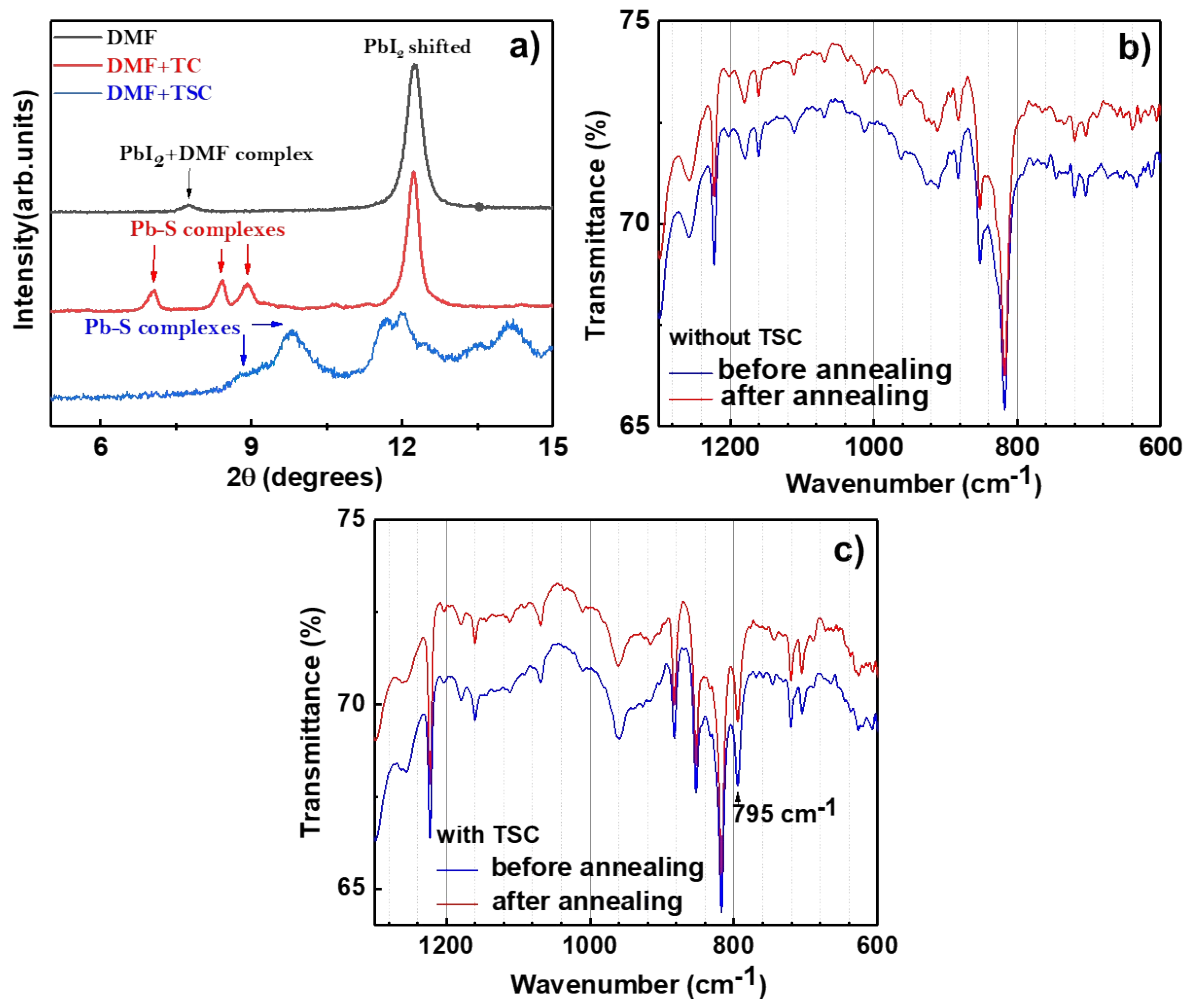 a)
DMF
DMF+TC
DMF+TSC
PbI2 shifted
PbI2+DMF complex
Pb-S complexes
Pb-S complexes
Intensity(arb.units)
6 9 12 15
2θ (degrees)
b)
75
70
65
Transmittance (%)
without TSC
before annealing
after annealing
1200 1000 800 600
Wavenumber (cm-1)
c)
75
70
65
Transmittance (%)
795 cm-1
with TSC
before annealing
after annealing
1200 1000 800 600
Wavenumber (cm-1)